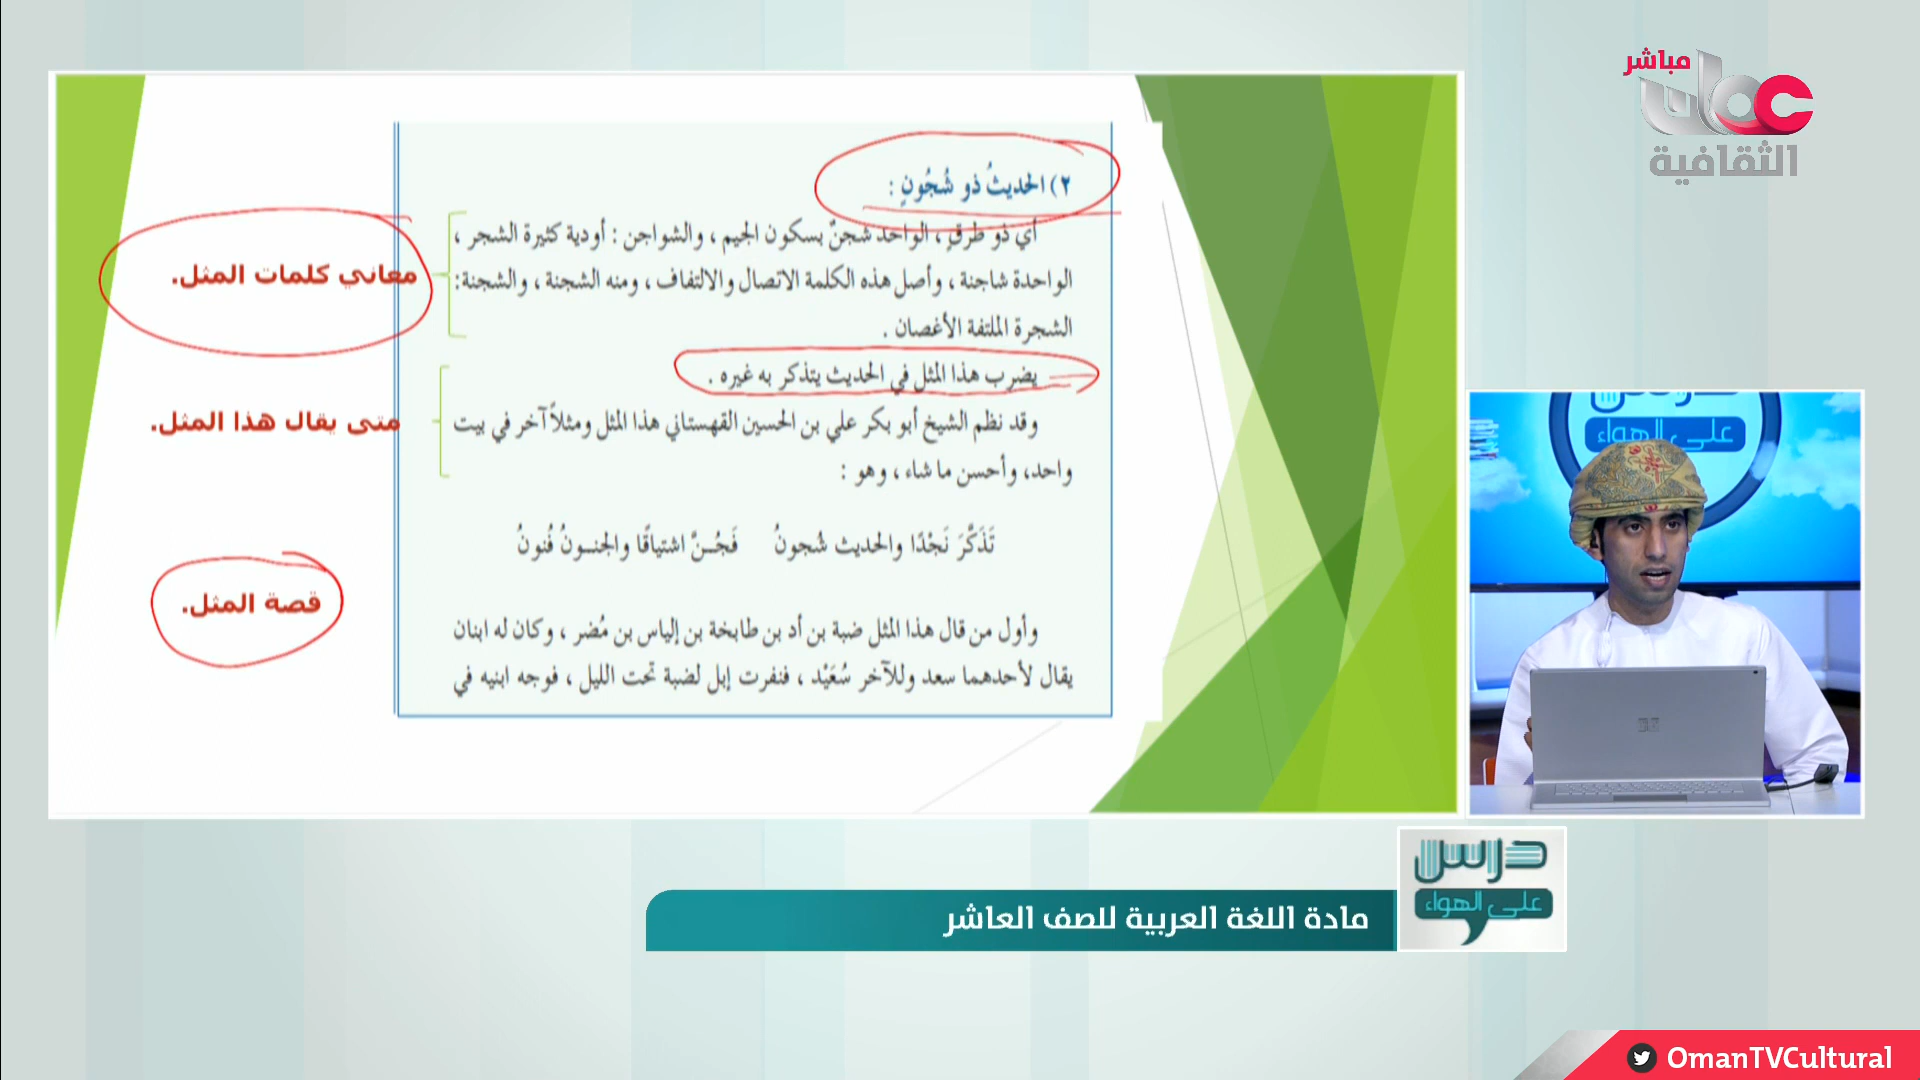 مباشر
عمان
الثقافية
٢) الحديثُ ذو شُجُونٍ :
أي ذو طرقٍ ، الواحد شجنٌ بسكون الجيم ، والشواجن : أودية كثيرة الشجر ،
الواحدة شاجنة ، وأصل هذه الكلمة الاتصال والالتفاف ، ومنه الشجنة ، والشجنة:
الشجرة الملتفة الأغصان .
معاني كلمات المثل.
يضرب هذا المثل في الحديث يتذكر به غيره .
وقد نظم الشيخ أبو بكر علي بن الحسين القهستاني هذا المثل ومثلاً آخر في بيت
واحد، وأحسن ما شاء ، وهو :
متى يقال هذا المثل.
تَذَكَّرَ نَجْدًا والحديث شُجونُ فَجُـنَّ اشتياقًا والجنـونُ فُنونُ
قصة المثل.
وأول من قال هذا المثل ضبة بن أد بن طابخة بن إلياس بن مُضر ، وكان له ابنان
يقال لأحدهما سعد وللآخر سُعَيْد ، فنفرت إبل لضبة تحت الليل ، فوجه ابنيه في
على الهواء
درس
على الهواء
مادة اللغة العربية للصف العاشر
OmanTVCultural